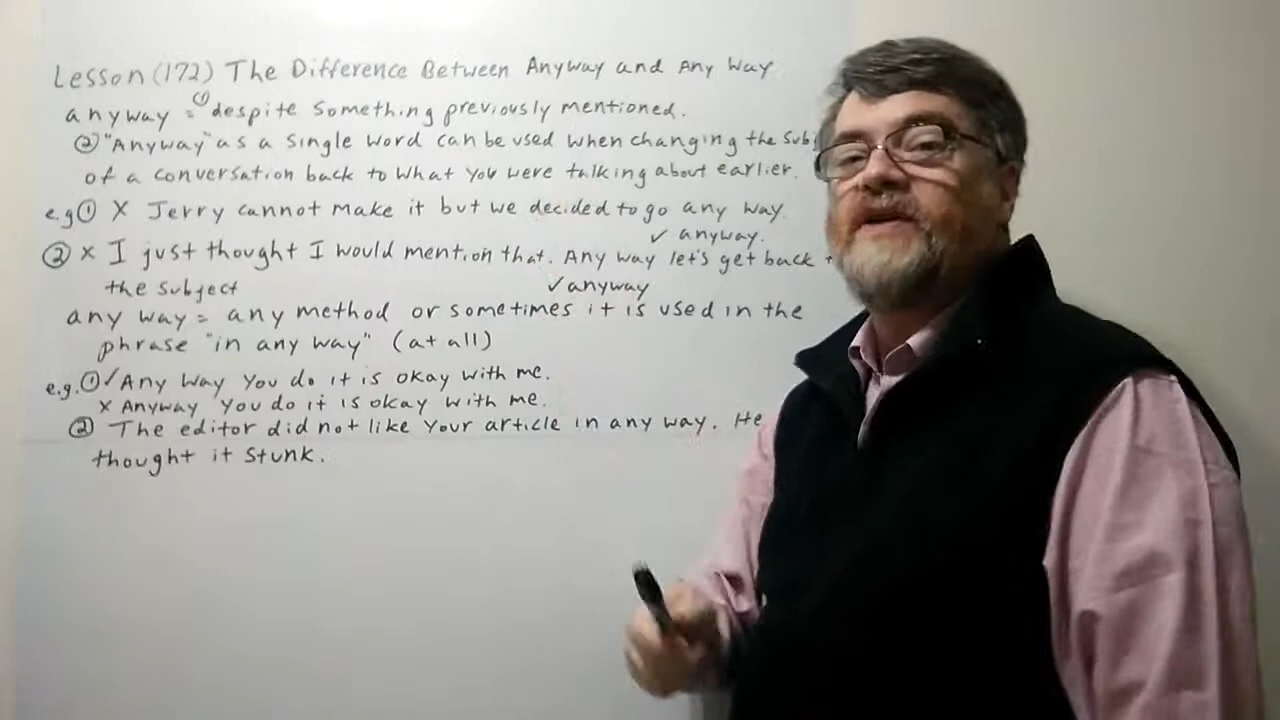 Lesson (172) The Difference Between Anyway and Any Way
anyway = ① despite something previously mentioned.
② "Anyway" as a single word can be used when changing the
of a conversation back to what you were talking about earlier.
e.g ① X Jerry cannot make it but we decided to go any way.
✓ anyway.
② X I just thought I would mention that. Any way let's get back
the subject
✓ anyway
any way = any method or sometimes it is used in the
phrase "in any way" (at all)
e.g. ① ✓ Any Way You do it is okay with me.
X Anyway You do it is okay with me.
② The editor did not like your article in any way. He
thought it stunk.